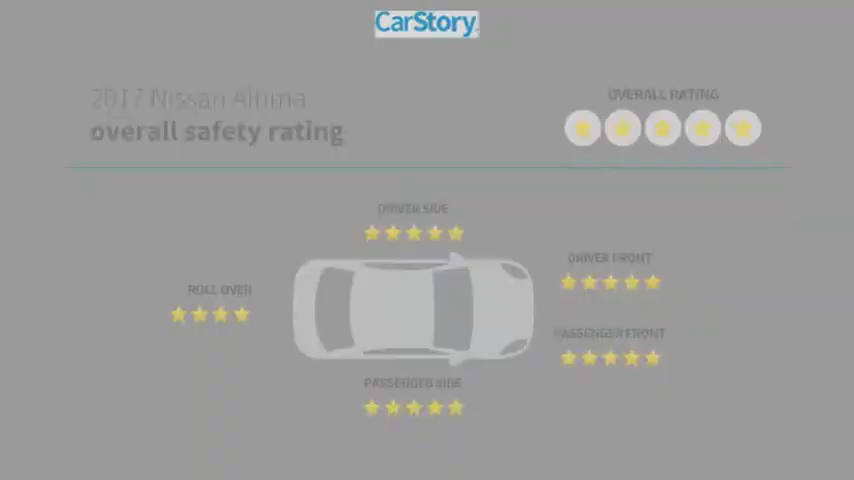 CarStory
2017 Nissan Altima
overall safety rating
OVERALL RATING
DRIVER SIDE
DRIVER FRONT
ROLL OVER
PASSENGER FRONT
PASSENGER SIDE